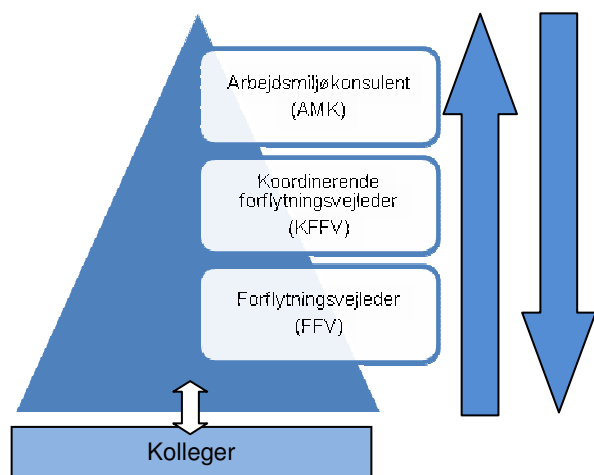 Arbejdsmiljøkonsulent
(AMK)
Koordinerende
forflytningsvejleder
(KFFV)
Forflytningsvejleder
(FFV)
Kolleger